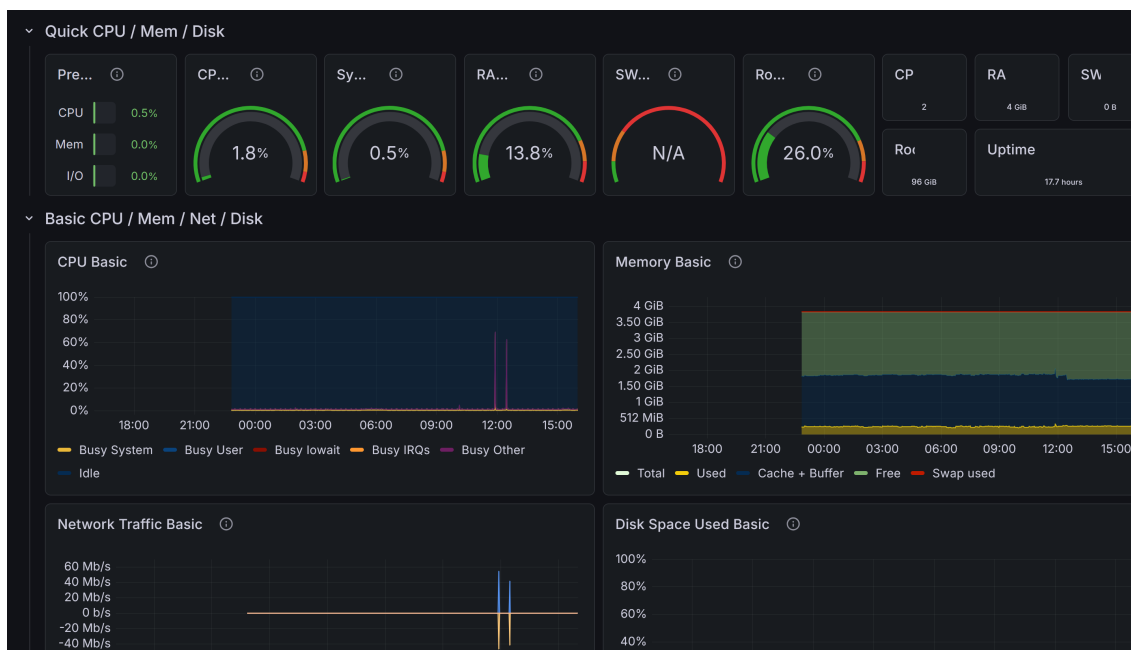 Quick CPU / Mem / Disk
Pre... CP... Sy... RA... SW... Ro... CP RA SW
CPU 0.5%
Mem 0.0%
I/O 0.0%
1.8% 0.5% 13.8% N/A 26.0%
2 4 GiB 0 B
Roo Uptime
96 GiB 17.7 hours
Basic CPU / Mem / Net / Disk
CPU Basic
100%
80%
60%
40%
20%
0%
18:00 21:00 00:00 03:00 06:00 09:00 12:00 15:00
Busy System Busy User Busy Iowait Busy IRQs Busy Other
Idle
Memory Basic
4 GiB
3.50 GiB
3 GiB
2.50 GiB
2 GiB
1.50 GiB
1 GiB
512 MiB
0 B
18:00 21:00 00:00 03:00 06:00 09:00 12:00 15:00
Total Used Cache + Buffer Free Swap used
Network Traffic Basic
60 Mb/s
40 Mb/s
20 Mb/s
0 b/s
-20 Mb/s
-40 Mb/s
Disk Space Used Basic
100%
80%
60%
40%